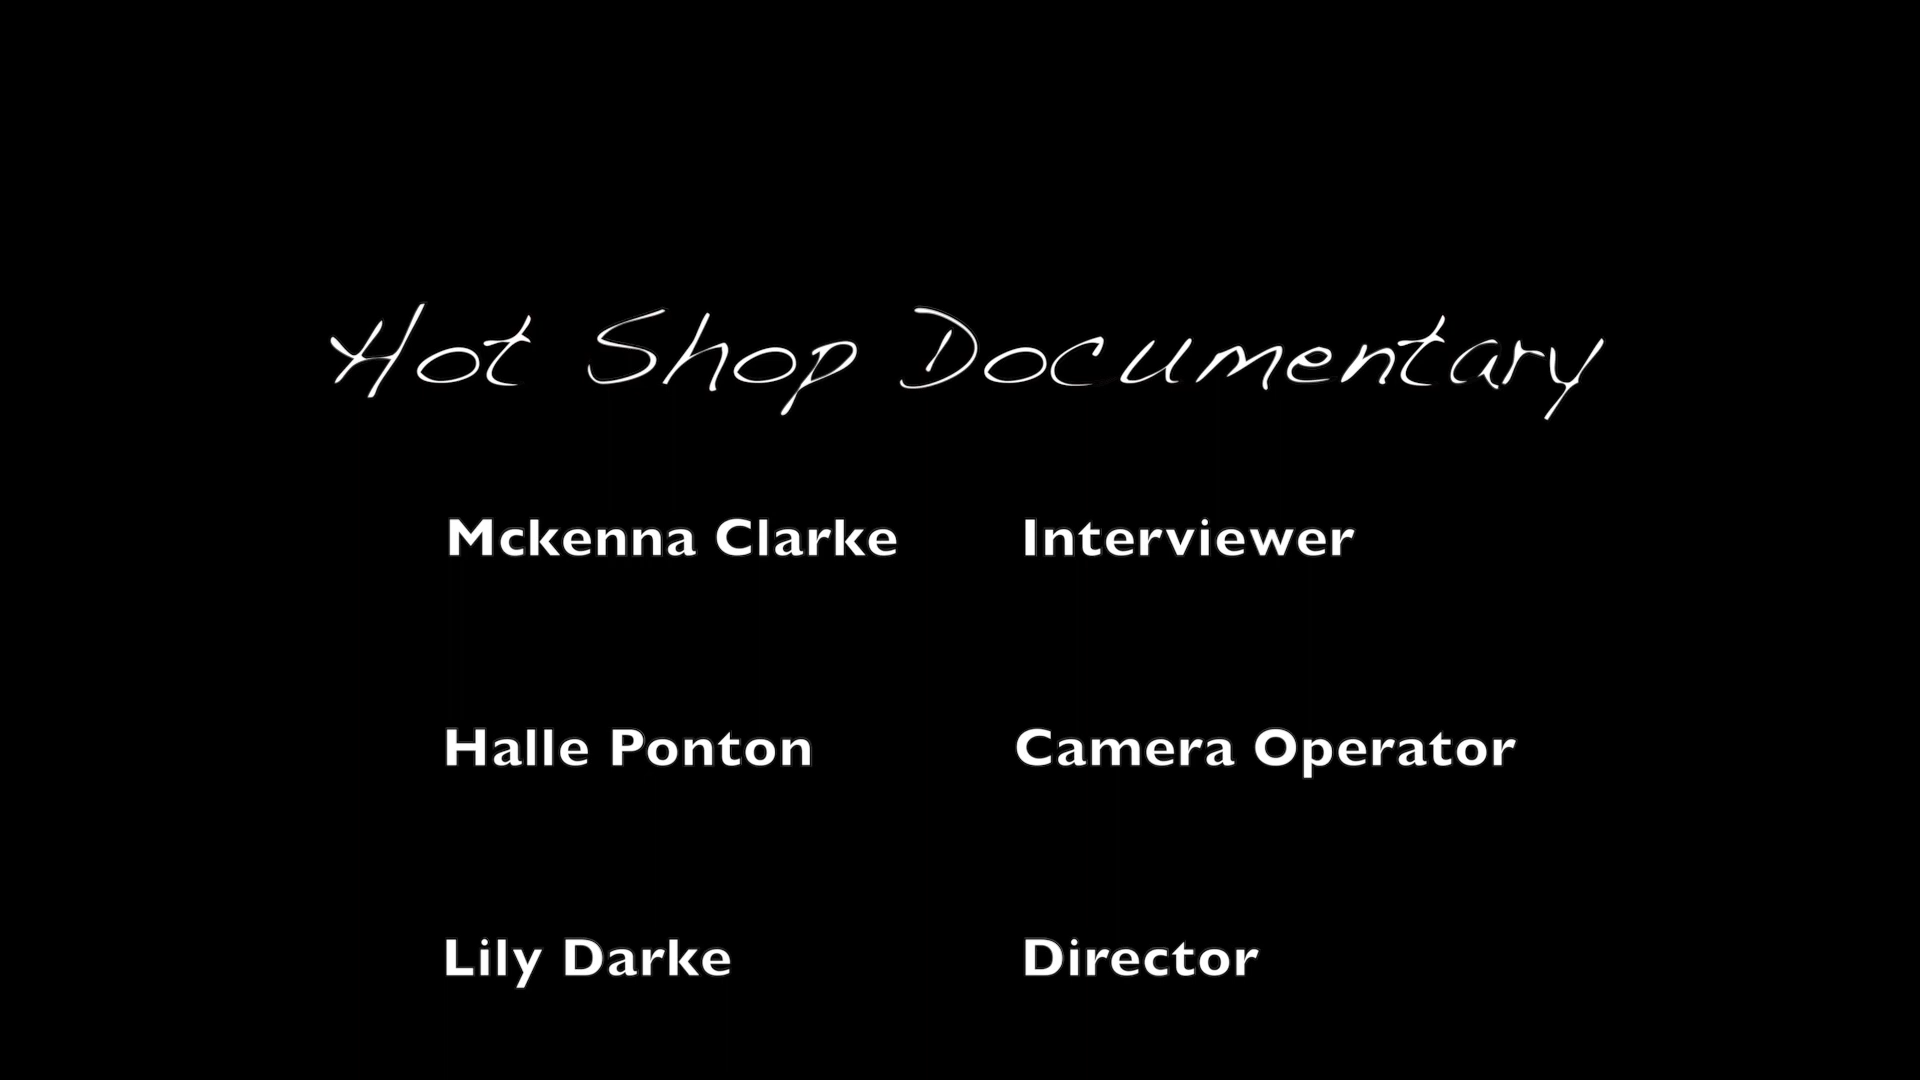 Hot Shop Documentary
Mckenna Clarke Interviewer
Halle Ponton Camera Operator
Lily Darke Director